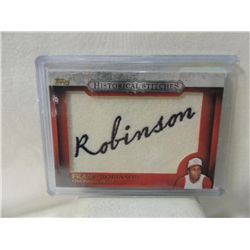 Topps
HISTORICAL STITCHES
Robinson
FRANK ROBINSON